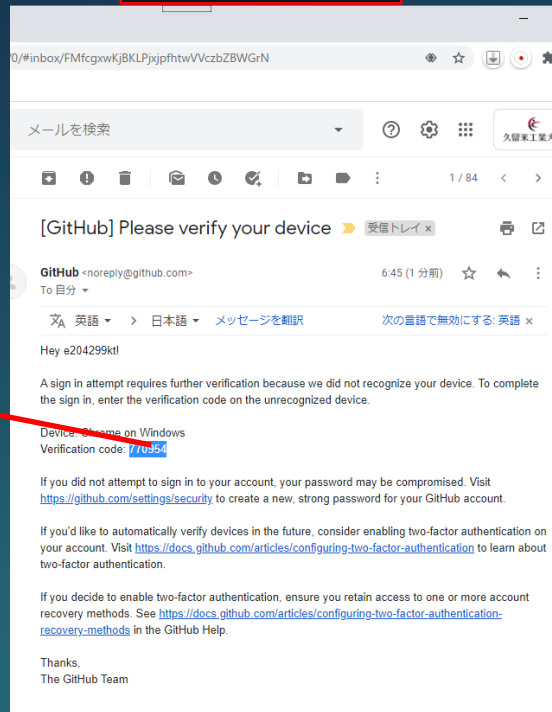 /0/#inbox/FMfcgxwKjBKLPjxjpfhtwVVczbZBWGrN
メールを検索
久留米工業大
1 / 84
[GitHub] Please verify your device
受信トレイ ×
GitHub <noreply@github.com>
6:45 (1 分前)
To 自分
英語 > 日本語 メッセージを翻訳
次の言語で無効にする: 英語 ×
Hey e204299kt!
A sign in attempt requires further verification because we did not recognize your device. To complete
the sign in, enter the verification code on the unrecognized device.
Device: Chrome on Windows
Verification code: 770954
If you did not attempt to sign in to your account, your password may be compromised. Visit
https://github.com/settings/security to create a new, strong password for your GitHub account.
If you'd like to automatically verify devices in the future, consider enabling two-factor authentication on
your account. Visit https://docs.github.com/articles/configuring-two-factor-authentication to learn about
two-factor authentication.
If you decide to enable two-factor authentication, ensure you retain access to one or more account
recovery methods. See https://docs.github.com/articles/configuring-two-factor-authentication-
recovery-methods in the GitHub Help.
Thanks,
The GitHub Team